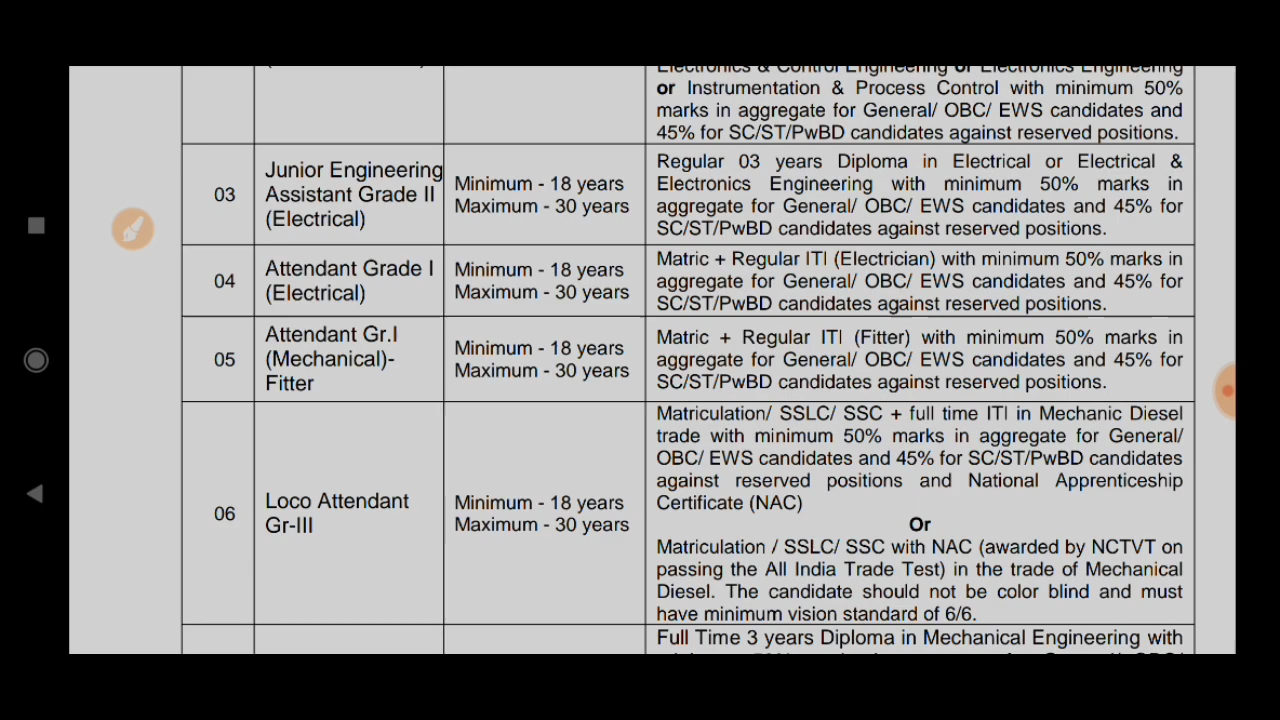 Electronics & Control Engineering or Electronics Engineering
or Instrumentation & Process Control with minimum 50%
marks in aggregate for General/ OBC/ EWS candidates and
45% for SC/ST/PwBD candidates against reserved positions.
03
Junior Engineering
Assistant Grade II
(Electrical)
Minimum - 18 years
Maximum - 30 years
Regular 03 years Diploma in Electrical or Electrical &
Electronics Engineering with minimum 50% marks in
aggregate for General/ OBC/ EWS candidates and 45% for
SC/ST/PwBD candidates against reserved positions.
04
Attendant Grade I
(Electrical)
Minimum - 18 years
Maximum - 30 years
Matric + Regular ITI (Electrician) with minimum 50% marks in
aggregate for General/ OBC/ EWS candidates and 45% for
SC/ST/PwBD candidates against reserved positions.
05
Attendant Gr.I
(Mechanical)-
Fitter
Minimum - 18 years
Maximum - 30 years
Matric + Regular ITI (Fitter) with minimum 50% marks in
aggregate for General/ OBC/ EWS candidates and 45% for
SC/ST/PwBD candidates against reserved positions.
06
Loco Attendant
Gr-III
Minimum - 18 years
Maximum - 30 years
Matriculation/ SSLC/ SSC + full time ITI in Mechanic Diesel
trade with minimum 50% marks in aggregate for General/
OBC/ EWS candidates and 45% for SC/ST/PwBD candidates
against reserved positions and National Apprenticeship
Certificate (NAC)
Or
Matriculation / SSLC/ SSC with NAC (awarded by NCTVT on
passing the All India Trade Test) in the trade of Mechanical
Diesel. The candidate should not be color blind and must
have minimum vision standard of 6/6.
Full Time 3 years Diploma in Mechanical Engineering with